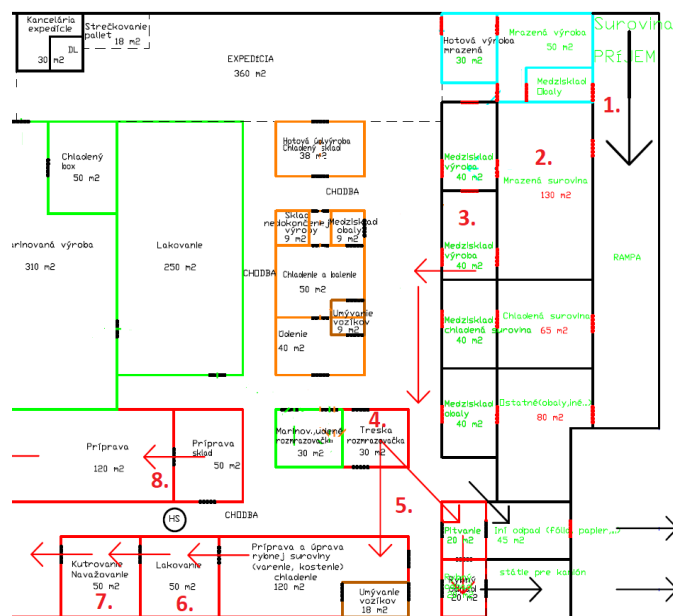 Kancelária
expedície
DL
30 m2
Strečkovanie
pallet
18 m2
EXPEDÍCIA
360 m2
Hotová výroba
mrazená
30 m2
Mrazená výroba
50 m2
Medzisklad
Obaly
Surovina
PRÍJEM
1.
Chladený
box
50 m2
Lakovanie
250 m2
310 m2
výroba
Chladený sklad
38 m2
CHODBA
Sklad
nedokončenej
výroby
9 m2
Medzisklad
obaly
9 m2
CHODBA
Chladenie a balenie
50 m2
Umývanie
vozíkov
9 m2
Údenie
40 m2
Medzisklad
výroba
40 m2
2.
Mrazená surovina
130 m2
3.
Medzisklad
výroba
40 m2
RAMPA
Medzisklad
chladená surovina
40 m2
Chladená surovina
65 m2
Medzisklad
obaly
40 m2
Ostatné(obaly,iné..)
80 m2
Príprava
120 m2
8.
Príprava
sklad
50 m2
Marinov.,údené
rozmrazovačka
30 m2
4.
Treska
rozmrazovačka
30 m2
5.
HS
CHODBA
Pitvanie
20 m2
Iní odpad (fólie, papier,..)
45 m2
Kutrovanie
Navažovanie
50 m2
7.
Lakovanie
50 m2
6.
Príprava a úprava
rybnej suroviny
(varenie, kostenie)
chladenie
120 m2
Umývanie
vozíkov
18 m2
odpad
20 m2
státie pre kamión